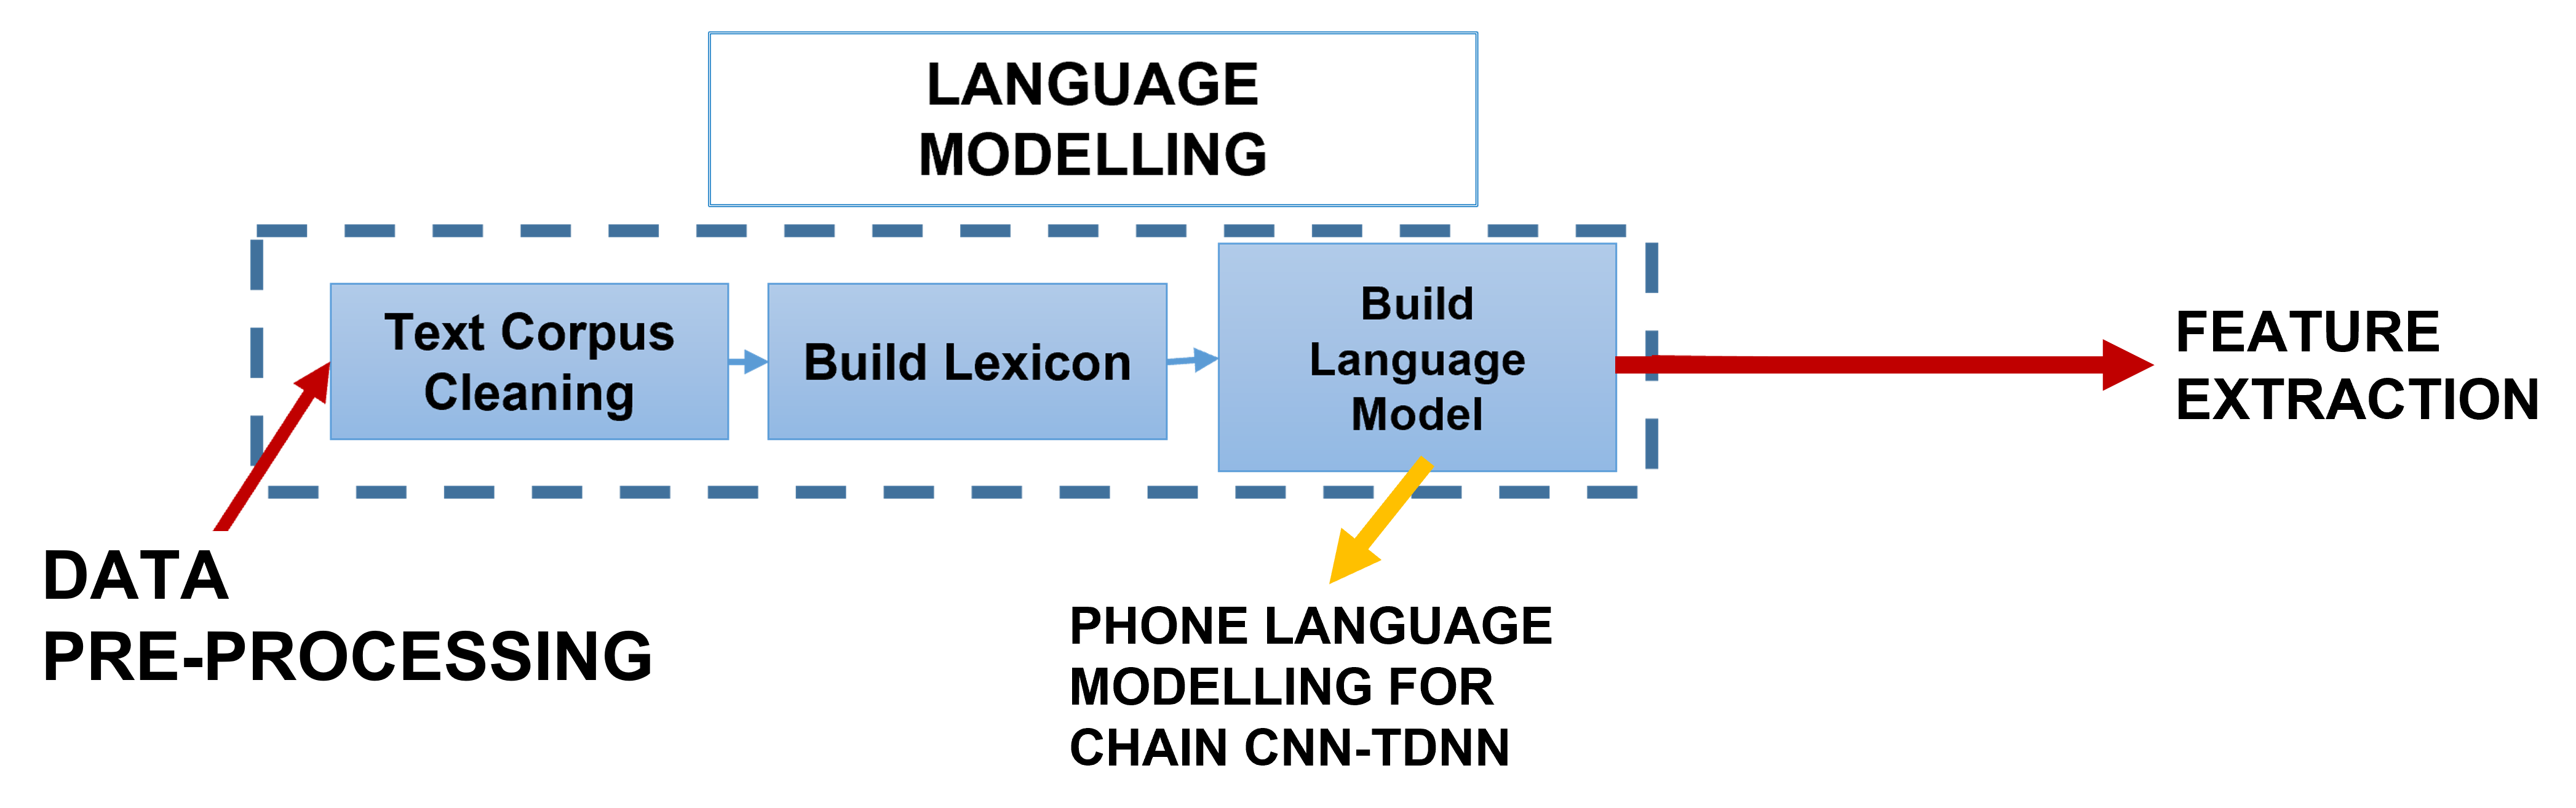 LANGUAGE
MODELLING
Text Corpus
Cleaning
Build Lexicon
Build
Language
Model
FEATURE
EXTRACTION
DATA
PRE-PROCESSING
PHONE LANGUAGE
MODELLING FOR
CHAIN CNN-TDNN